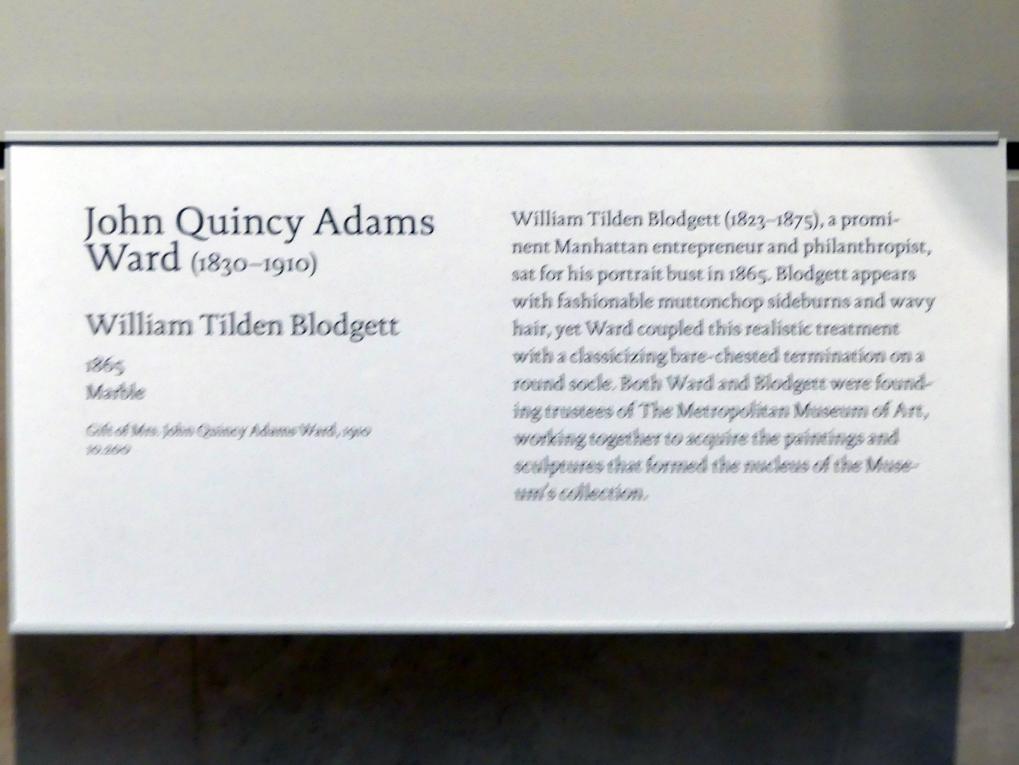 John Quincy Adams
Ward (1830–1910)
William Tilden Blodgett
1865
Marble
Gift of Mrs. John Quincy Adams Ward, 1910
William Tilden Blodgett (1823–1875), a promi-
nent Manhattan entrepreneur and philanthropist,
sat for his portrait bust in 1865. Blodgett appears
with fashionable muttonchop sideburns and wavy
hair, yet Ward coupled this realistic treatment
with a classicizing bare-chested termination on a
round socle. Both Ward and Blodgett were found-
ing trustees of The Metropolitan Museum of Art,
working together to acquire the paintings and
sculptures that formed the nucleus of the Muse-
um's collection.